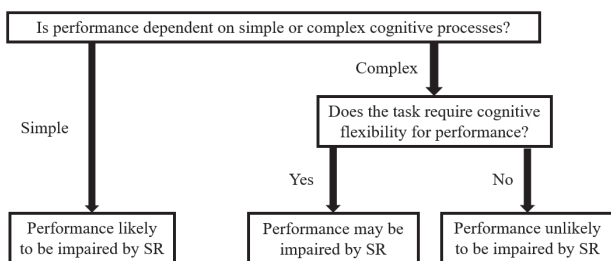 Is performance dependent on simple or complex cognitive processes?
Complex
Does the task require cognitive
flexibility for performance?
Simple
Yes
No
Performance likely
to be impaired by SR
Performance may be
impaired by SR
Performance unlikely
to be impaired by SR